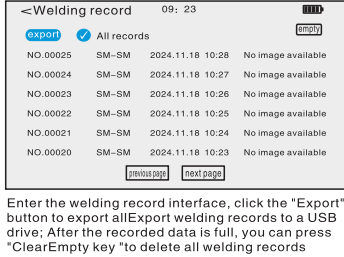 <Welding record 09: 23
empty
export All records
NO.00025 SM-SM 2024.11.18 10:28 No image available
NO.00024 SM-SM 2024.11.18 10:27 No image available
NO.00023 SM-SM 2024.11.18 10:26 No image available
NO.00022 SM-SM 2024.11.18 10:25 No image available
NO.00021 SM-SM 2024.11.18 10:24 No image available
NO.00020 SM-SM 2024.11.18 10:23 No image available
previous page next page
Enter the welding record interface, click the "Export"
button to export allExport welding records to a USB
drive; After the recorded data is full, you can press
"ClearEmpty key "to delete all welding records